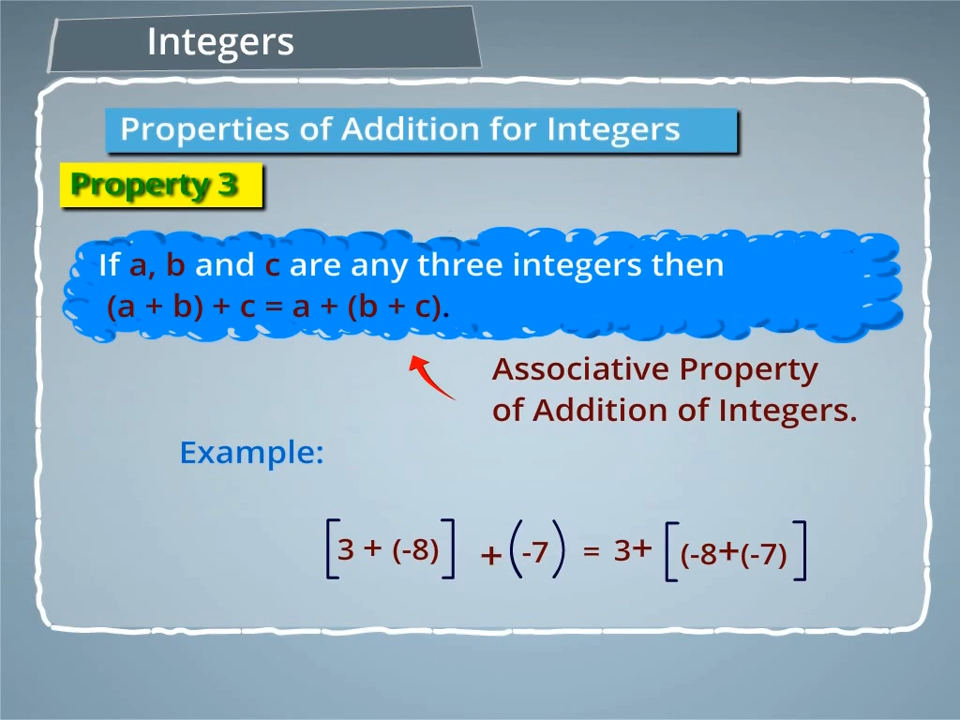 Integers
Properties of Addition for Integers
Property 3
If a, b and c are any three integers then
(a + b) + c = a + (b + c).
Associative Property
of Addition of Integers.
Example:
[3 + (-8)] + (-7) = 3+ [(-8+(-7)]